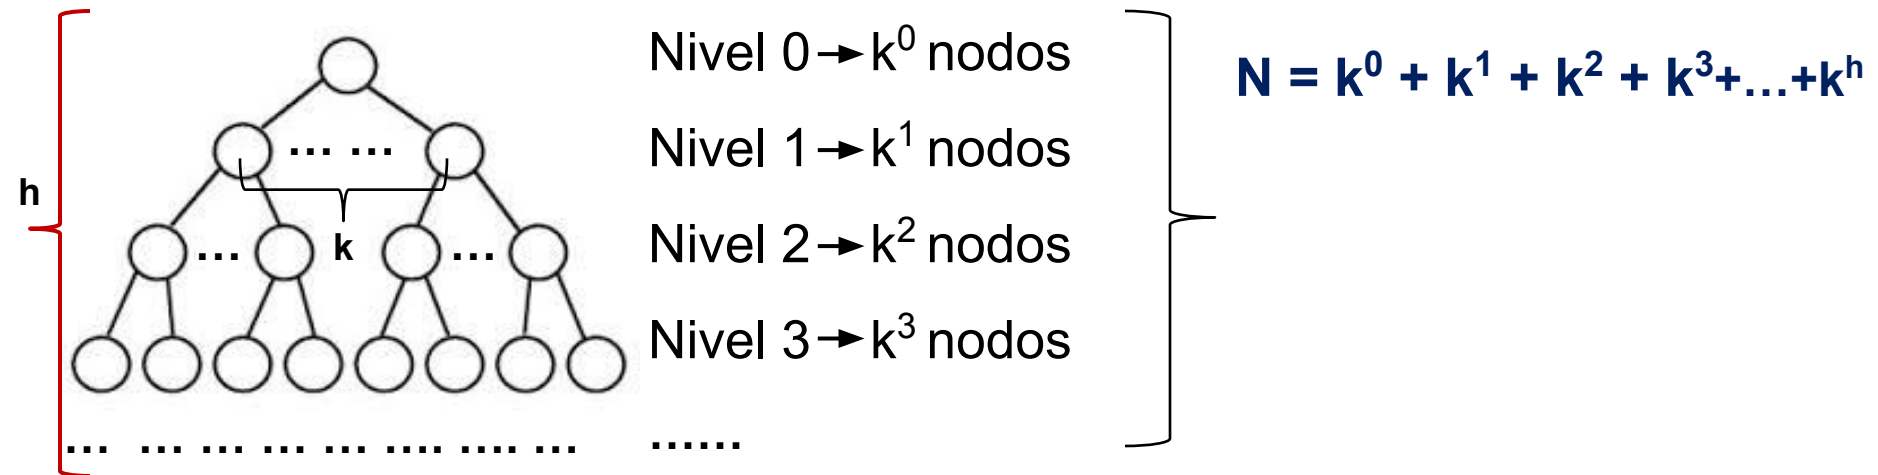 Nivel 0→k⁰ nodos
Nivel 1→k¹ nodos
Nivel 2→k² nodos
Nivel 3→k³ nodos
......
h
... ...
... k ...
... ... ... ... ... .... .... ...
N = k⁰ + k¹ + k² + k³+...+kʰ